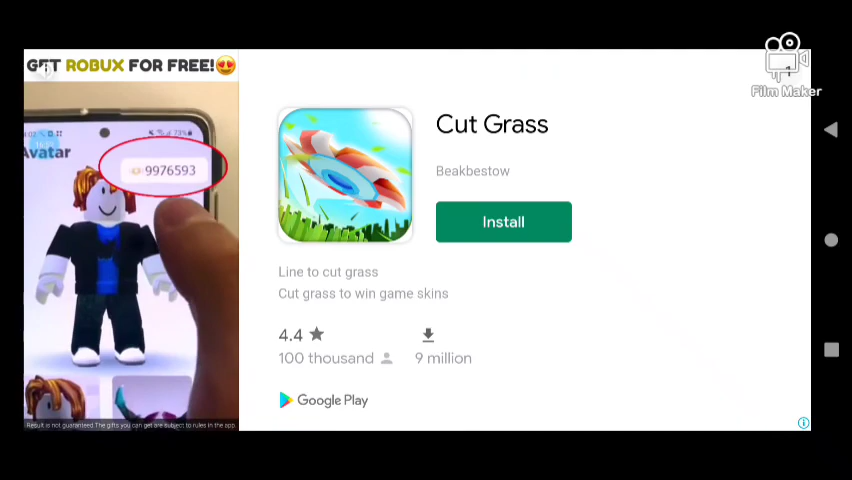 GET ROBUX FOR FREE!
Film Maker
73%
Avatar
9976593
Cut Grass
Beakbestow
Install
Line to cut grass
Cut grass to win game skins
4.4
100 thousand
9 million
Google Play
Result is not guaranteed.The gifts you can get are subject to rules in the app.